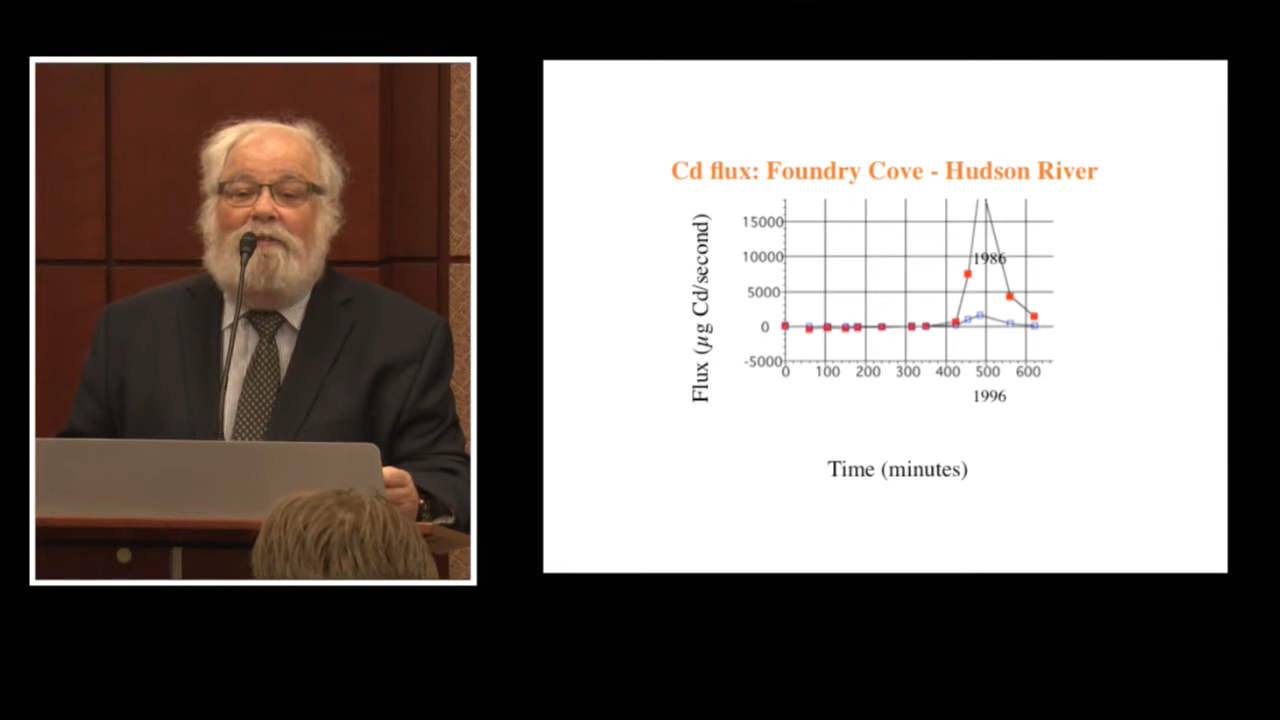 Cd flux: Foundry Cove - Hudson River
Flux (µg Cd/second)
15000
10000
5000
0
-5000
0 100 200 300 400 500 600
1986
1996
Time (minutes)